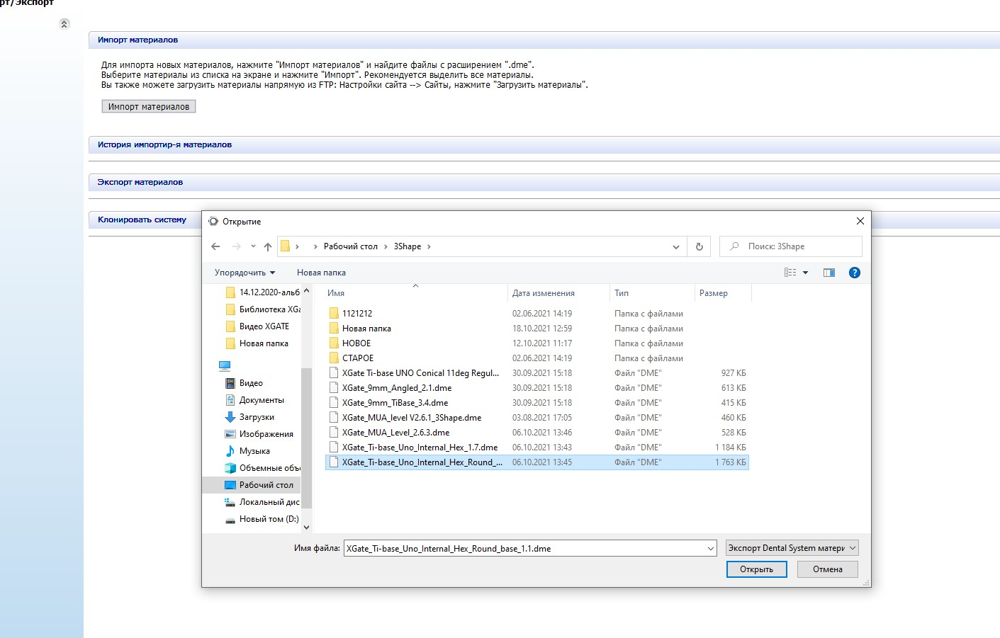 рт/Экспорт
Импорт материалов
Для импорта новых материалов, нажмите "Импорт материалов" и найдите файлы с расширением ".dme".
Выберите материалы из списка на экране и нажмите "Импорт". Рекомендуется выделить все материалы.
Вы также можете загрузить материалы напрямую из FTP: Настройки сайта --> Сайты, нажмите "Загрузить материалы".
Импорт материалов
История импортир-я материалов
Экспорт материалов
Клонировать систему
Открытие
Рабочий стол > 3Shape >
Поиск: 3Shape
Упорядочить Новая папка
Имя Дата изменения Тип Размер
14.12.2020-альб
Библиотека XGa
Видео XGATE
Новая папка
Видео
Документы
Загрузки
Изображения
Музыка
Объемные объ
Рабочий стол
Локальный дис
Новый том (D:)
1121212 02.06.2021 14:19 Папка с файлами
Новая папка 18.10.2021 12:59 Папка с файлами
НОВОЕ 12.10.2021 11:17 Папка с файлами
СТАРОЕ 02.06.2021 14:19 Папка с файлами
XGate Ti-base UNO Conical 11deg Regul... 30.09.2021 15:18 Файл "DME" 927 КБ
XGate_9mm_Angled_2.1.dme 30.09.2021 15:18 Файл "DME" 613 КБ
XGate_9mm_TiBase_3.4.dme 30.09.2021 15:18 Файл "DME" 415 КБ
XGate_MUA_level V2.6.1_3Shape.dme 03.08.2021 17:05 Файл "DME" 460 КБ
XGate_MUA_Level_2.6.3.dme 06.10.2021 13:46 Файл "DME" 528 КБ
XGate_Ti-base_Uno_Internal_Hex_1.7.dme 06.10.2021 13:43 Файл "DME" 1 184 КБ
XGate_Ti-base_Uno_Internal_Hex_Round_... 06.10.2021 13:45 Файл "DME" 1 763 КБ
Имя файла: XGate_Ti-base_Uno_Internal_Hex_Round_base_1.1.dme Экспорт Dental System матери
Открыть Отмена